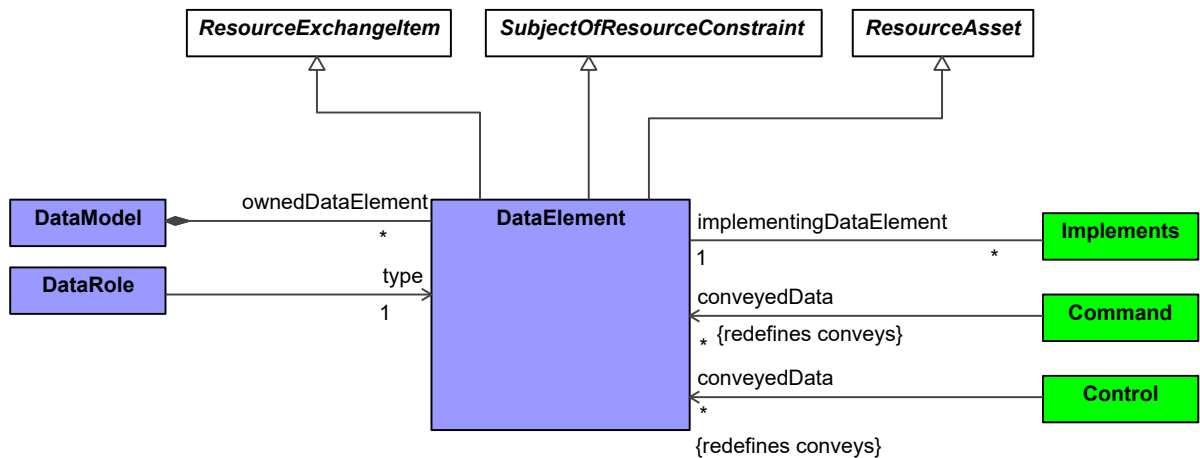 ResourceExchangeItem
SubjectOfResourceConstraint
ResourceAsset
DataModel
ownedDataElement
*
DataElement
implementingDataElement
1
*
Implements
DataRole
type
1
conveyedData
*
{redefines conveys}
Command
conveyedData
*
{redefines conveys}
Control